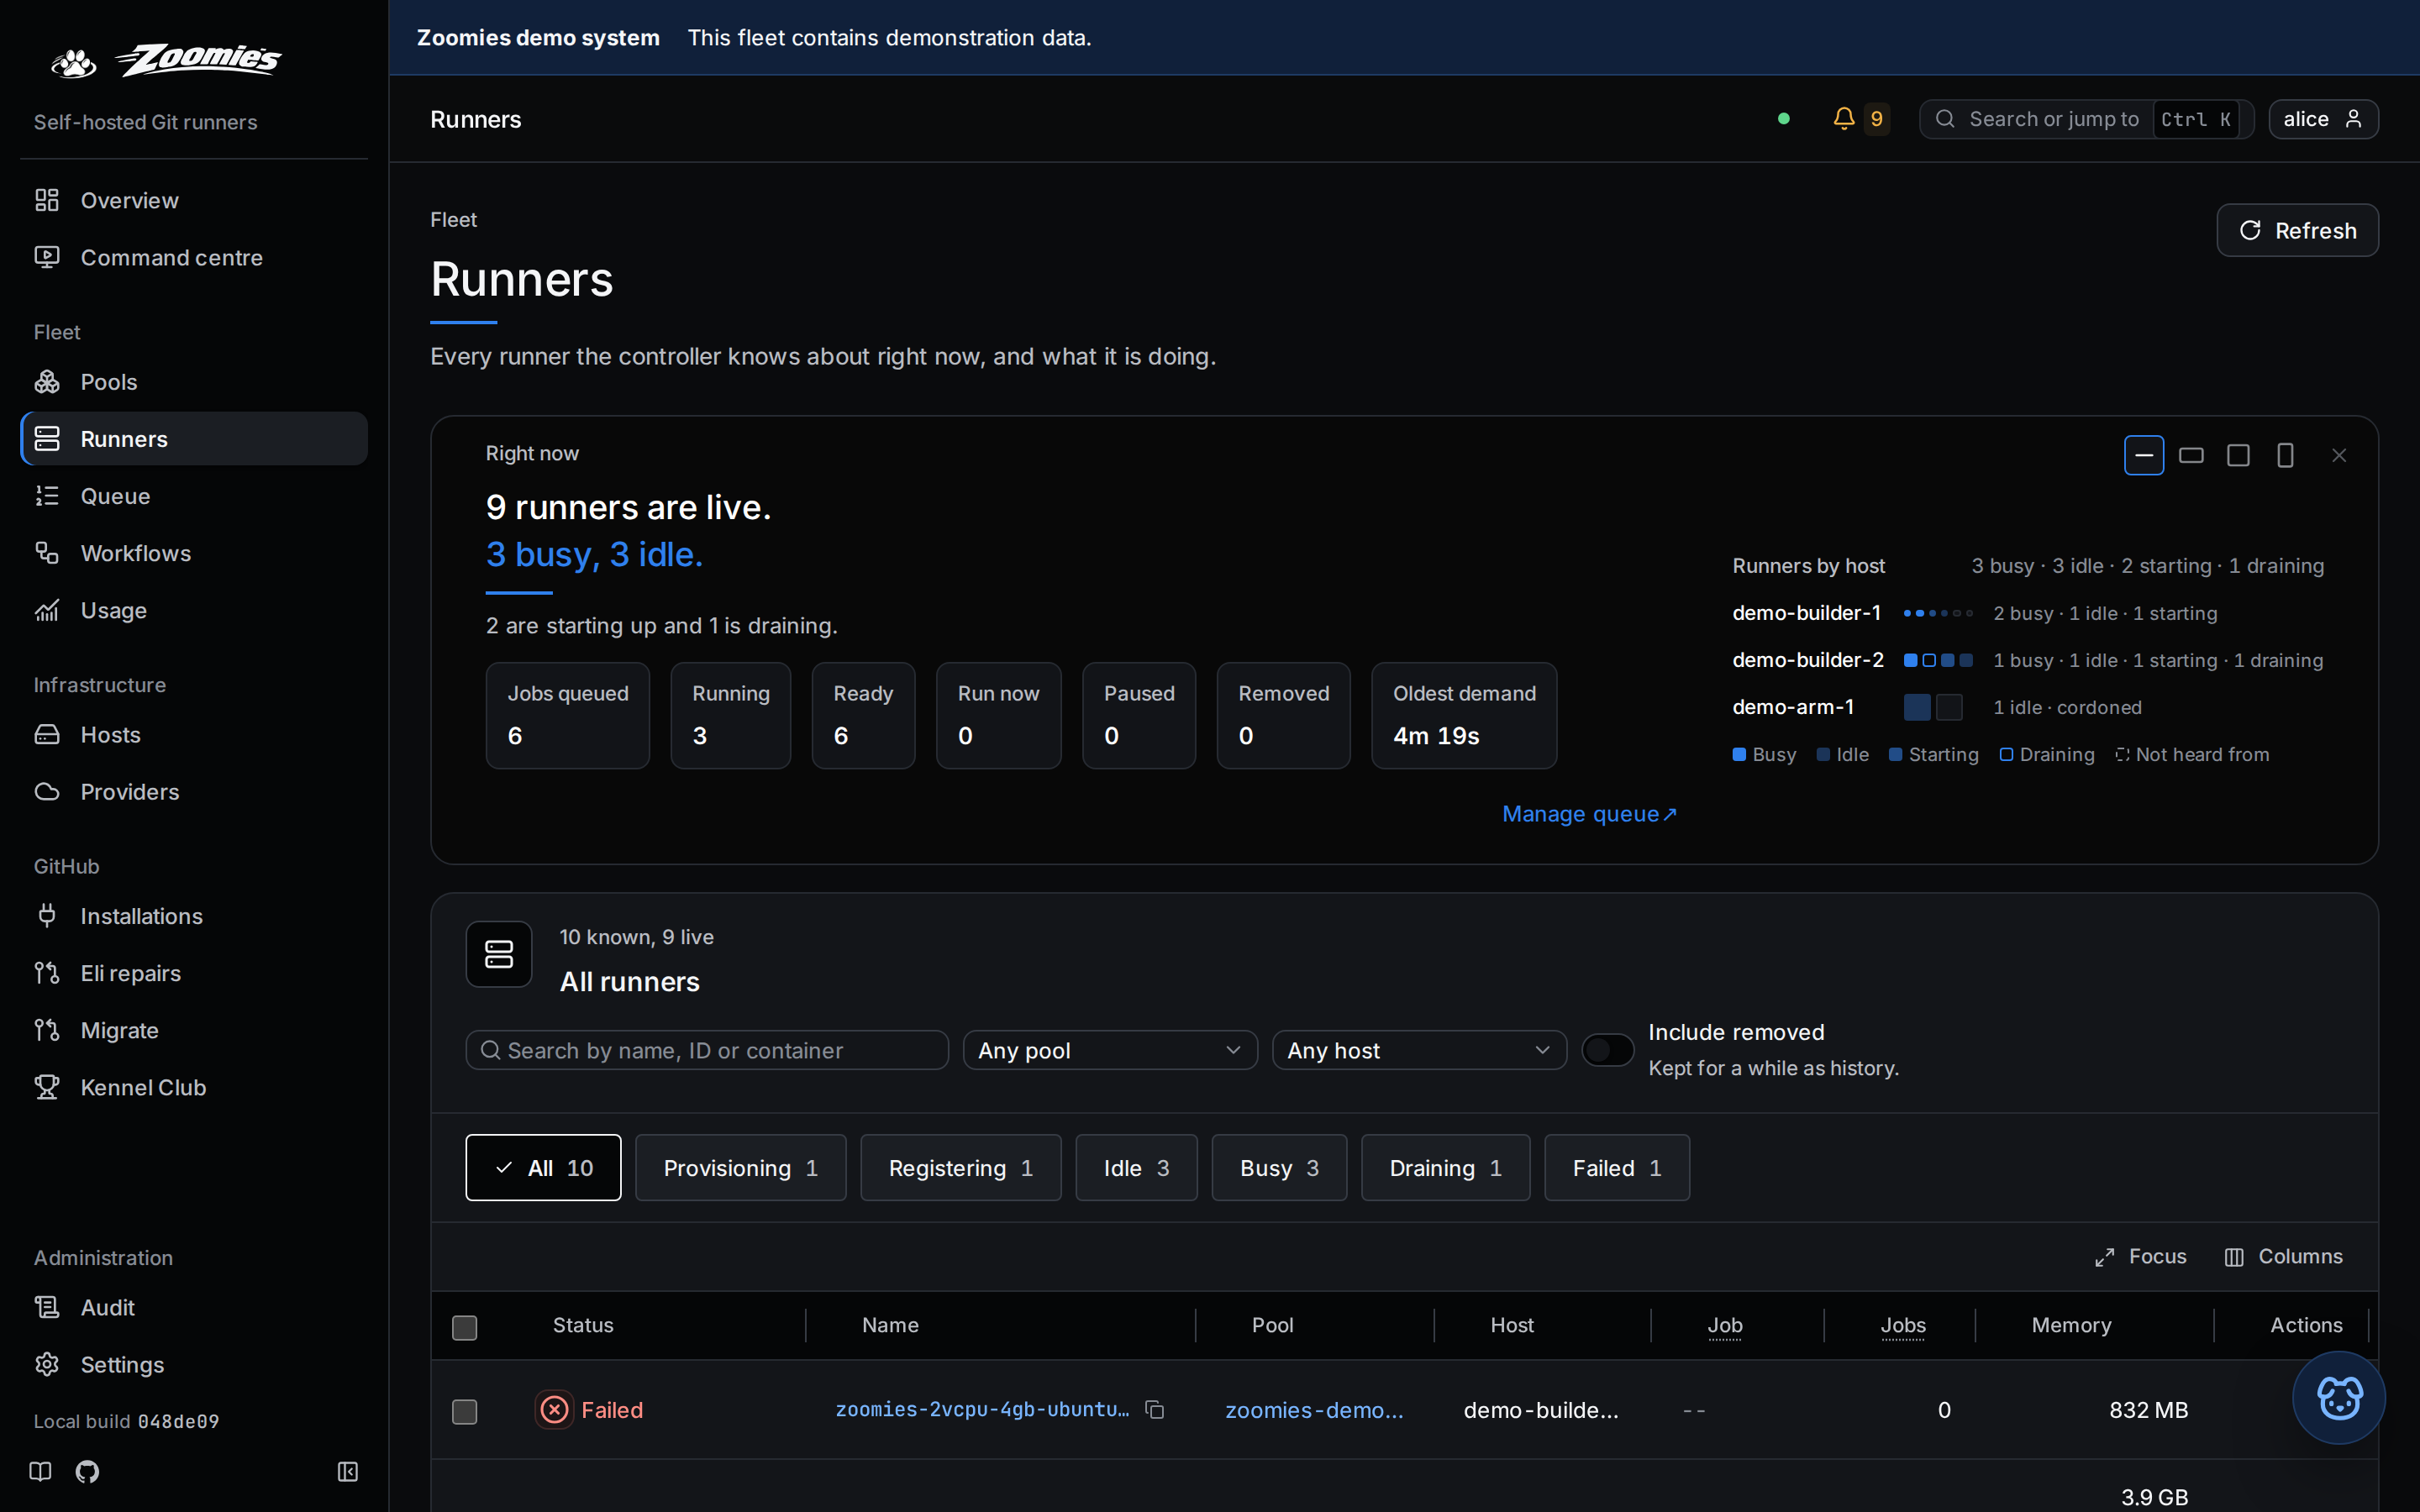 Zoomies
Self-hosted Git runners
Overview
Command centre
Fleet
Pools
Runners
Queue
Workflows
Usage
Infrastructure
Hosts
Providers
GitHub
Installations
Eli repairs
Migrate
Kennel Club
Administration
Audit
Settings
Local build 048de09
Zoomies demo system This fleet contains demonstration data.
Runners
9
Search or jump to Ctrl K
alice
Fleet
Runners
Every runner the controller knows about right now, and what it is doing.
Refresh
Right now
9 runners are live.
3 busy, 3 idle.
2 are starting up and 1 is draining.
Jobs queued 6
Running 3
Ready 6
Run now 0
Paused 0
Removed 0
Oldest demand 4m 19s
Manage queue↗
Runners by host 3 busy · 3 idle · 2 starting · 1 draining
demo-builder-1 2 busy · 1 idle · 1 starting
demo-builder-2 1 busy · 1 idle · 1 starting · 1 draining
demo-arm-1 1 idle · cordoned
Busy Idle Starting Draining Not heard from
10 known, 9 live
All runners
Search by name, ID or container
Any pool
Any host
Include removed
Kept for a while as history.
All 10
Provisioning 1
Registering 1
Idle 3
Busy 3
Draining 1
Failed 1
Focus
Columns
Status Name Pool Host Job Jobs Memory Actions
Failed zoomies-2vcpu-4gb-ubuntu… zoomies-demo… demo-builde… -- 0 832 MB
3.9 GB